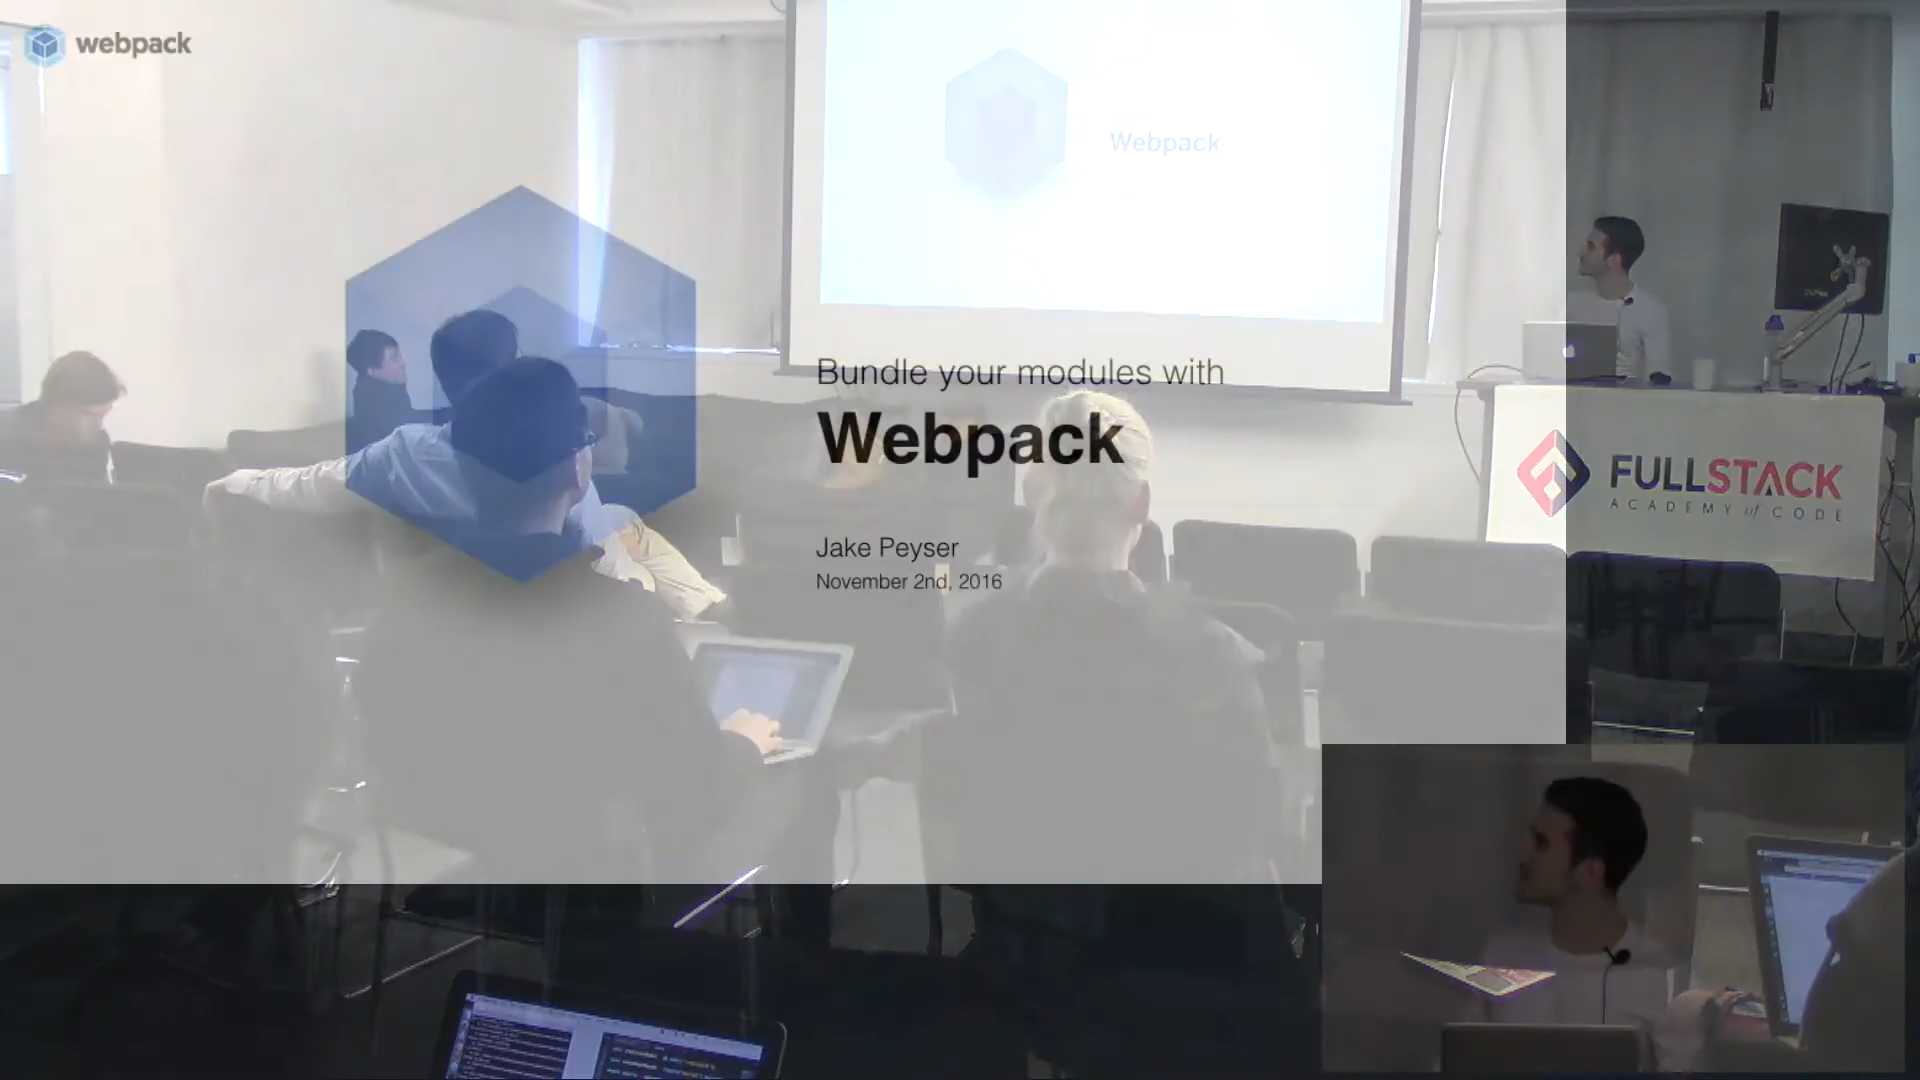 webpack
Webpack
Bundle your modules with
Webpack
Jake Peyser
November 2nd, 2016
FULLSTACK
ACADEMY of CODE